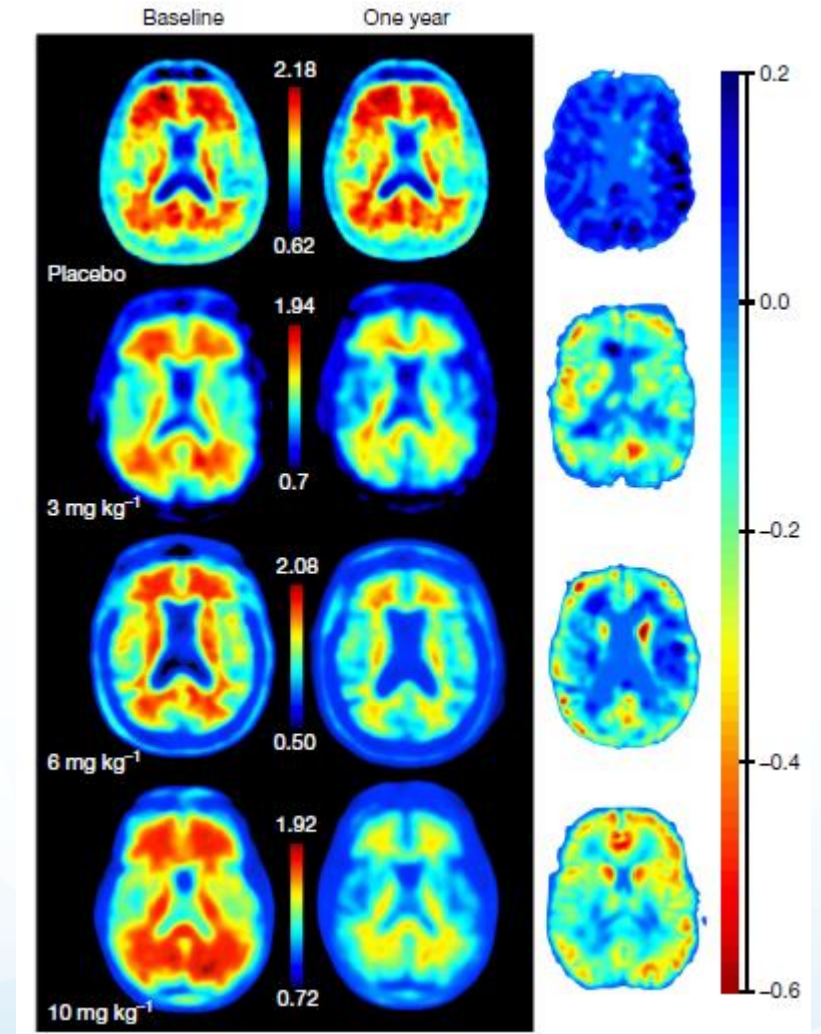 Baseline One year
2.18
0.62
Placebo
1.94
0.7
3 mg kg⁻¹
2.08
0.50
6 mg kg⁻¹
1.92
0.72
10 mg kg⁻¹
0.2
0.0
−0.2
−0.4
−0.6